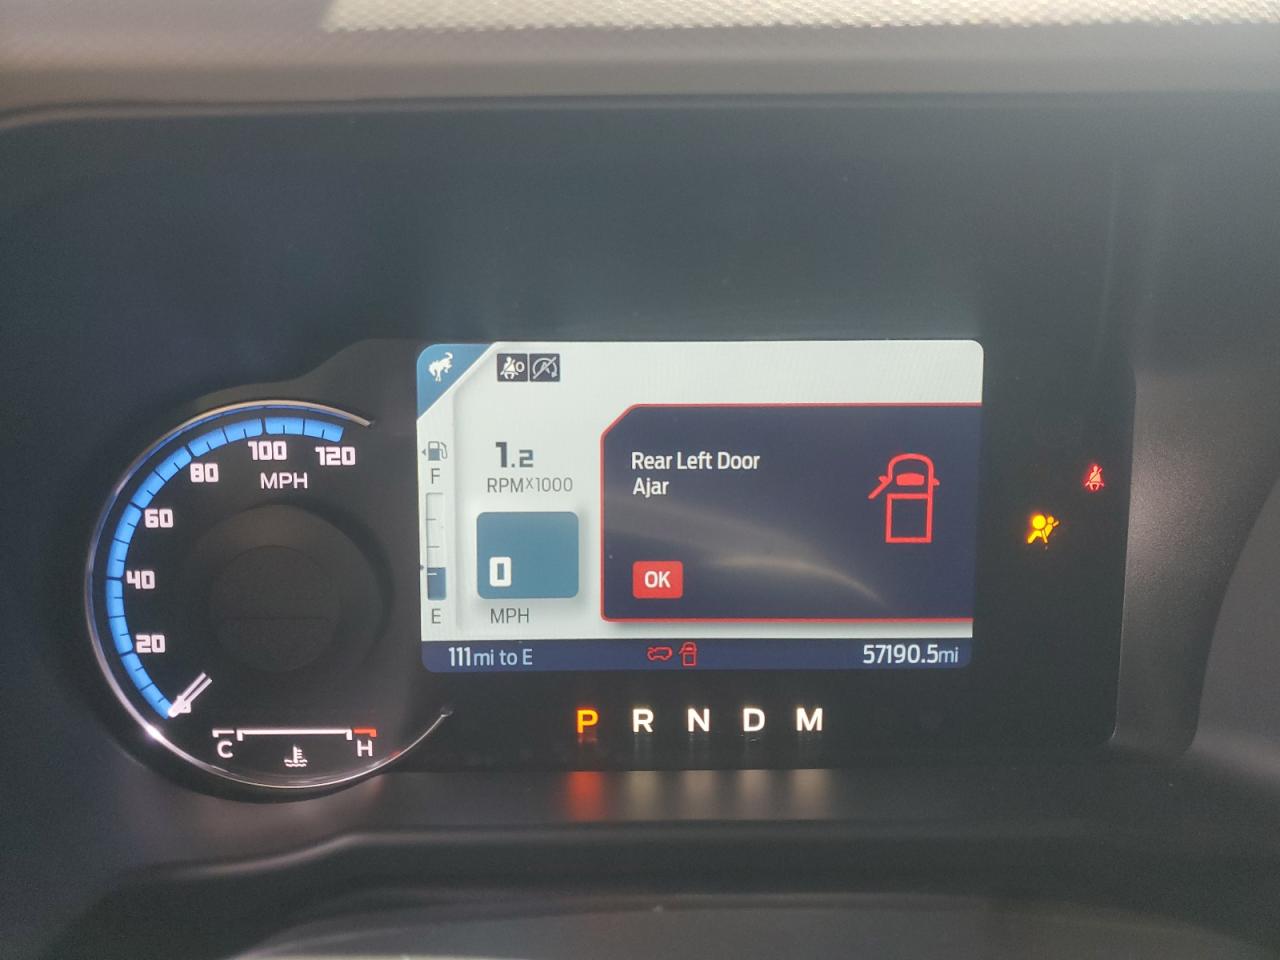 120
100
80
MPH
60
40
20
C
H
F
E
1.2
RPMx1000
0
MPH
Rear Left Door
Ajar
OK
111mi to E
57190.5mi
P R N D M